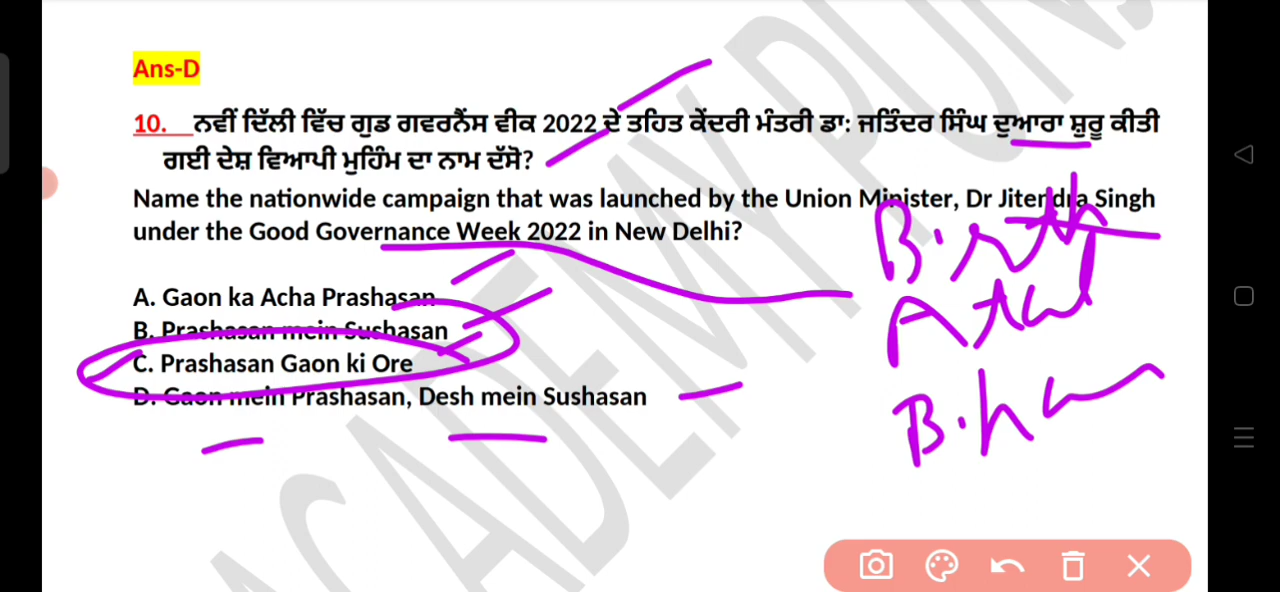 Ans-D
10. ਨਵੀਂ ਦਿੱਲੀ ਵਿੱਚ ਗੁਡ ਗਵਰਨੈਂਸ ਵੀਕ 2022 ਦੇ ਤਹਿਤ ਕੇਂਦਰੀ ਮੰਤਰੀ ਡਾ: ਜਤਿੰਦਰ ਸਿੰਘ ਦੁਆਰਾ ਸ਼ੁਰੂ ਕੀਤੀ
ਗਈ ਦੇਸ਼ ਵਿਆਪੀ ਮੁਹਿੰਮ ਦਾ ਨਾਮ ਦੱਸੋ?
Name the nationwide campaign that was launched by the Union Minister, Dr Jitendra Singh
under the Good Governance Week 2022 in New Delhi?
A. Gaon ka Acha Prashasan
B. Prashasan mein Sushasan
C. Prashasan Gaon ki Ore
D. Gaon mein Prashasan, Desh mein Sushasan
Birth
Atal